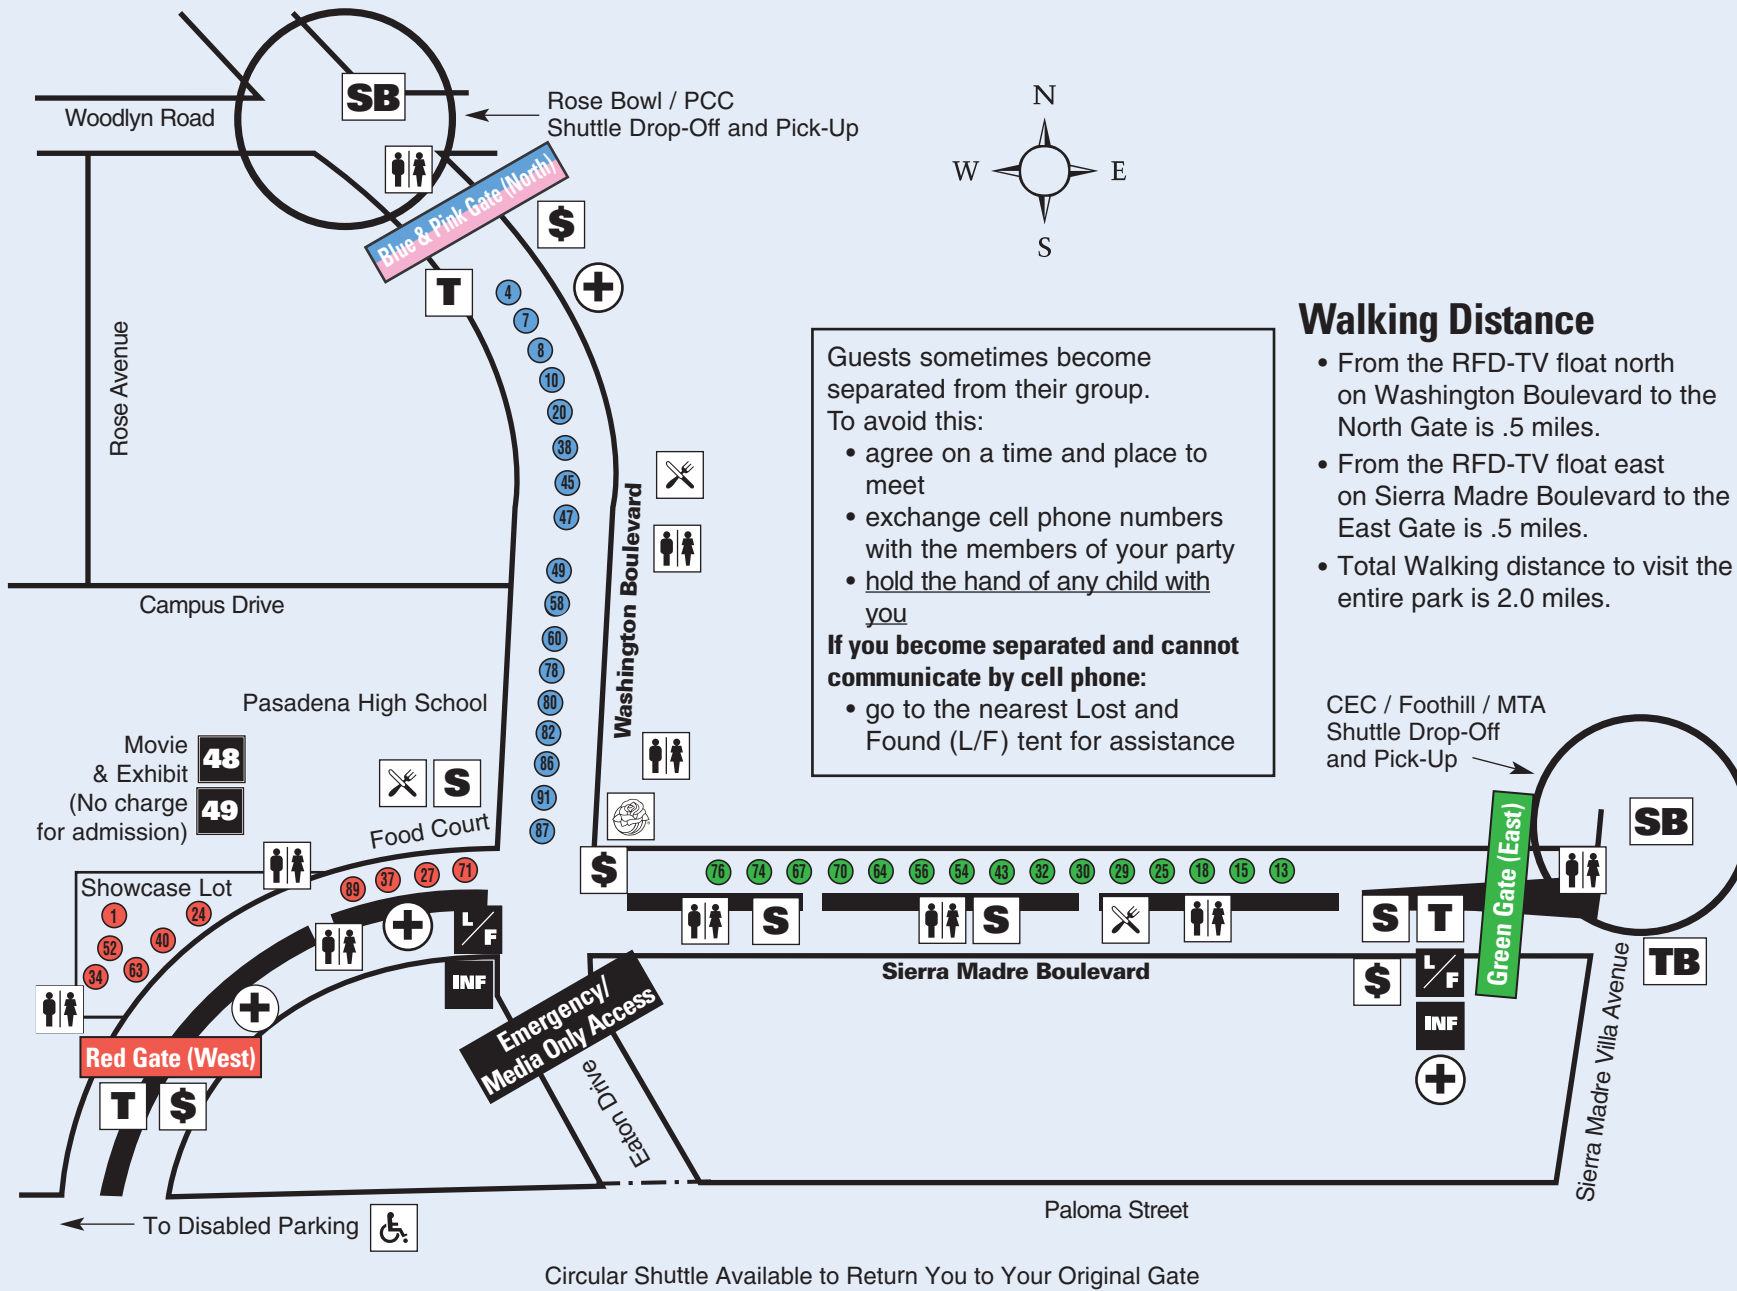 SB
Woodlyn Road
Rose Bowl / PCC
Shuttle Drop-Off and Pick-Up
N
W
E
S
Blue & Pink Gate (North)
$
T
+
4
7
8
10
20
38
45
47
49
58
60
78
80
82
86
91
87
Rose Avenue
Washington Boulevard
Campus Drive
Pasadena High School
Guests sometimes become
separated from their group.
To avoid this:
• agree on a time and place to
meet
• exchange cell phone numbers
with the members of your party
• hold the hand of any child with
you
If you become separated and cannot
communicate by cell phone:
• go to the nearest Lost and
Found (L/F) tent for assistance
Walking Distance
• From the RFD-TV float north
on Washington Boulevard to the
North Gate is .5 miles.
• From the RFD-TV float east
on Sierra Madre Boulevard to the
East Gate is .5 miles.
• Total Walking distance to visit the
entire park is 2.0 miles.
CEC / Foothill / MTA
Shuttle Drop-Off
and Pick-Up
Movie
& Exhibit
(No charge
for admission)
48
49
S
Food Court
Showcase Lot
1
24
52
40
34
63
89
37
27
71
+
L/F
INF
+
Red Gate (West)
T
$
$
76
74
67
70
64
56
54
43
32
30
29
25
18
15
13
S
S
S
T
Sierra Madre Boulevard
$
L/F
INF
+
Green Gate (East)
SB
TB
Emergency/
Media Only Access
Eaton Drive
Sierra Madre Villa Avenue
Paloma Street
To Disabled Parking
Circular Shuttle Available to Return You to Your Original Gate